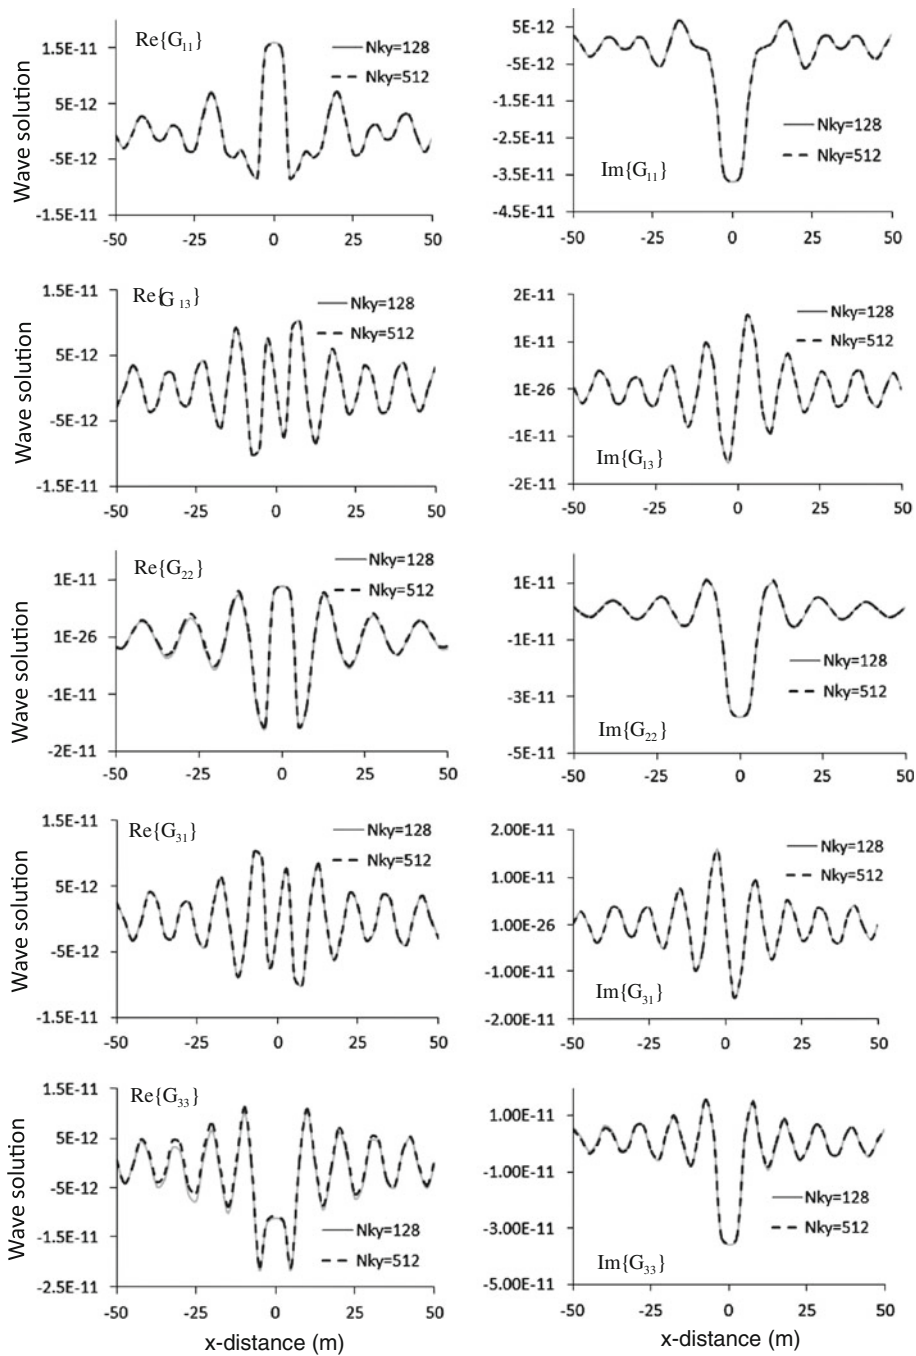 Re{G11}
1.5E-11
5E-12
-5E-12
-1.5E-11
Wave solution
Nky=128
Nky=512
-50 -25 0 25 50
5E-12
-5E-12
-1.5E-11
-2.5E-11
-3.5E-11
-4.5E-11
Nky=128
Nky=512
Im{G11}
-50 -25 0 25 50
Re{G13}
1.5E-11
5E-12
-5E-12
-1.5E-11
Wave solution
Nky=128
Nky=512
-50 -25 0 25 50
2E-11
1E-11
1E-26
-1E-11
-2E-11
Nky=128
Nky=512
Im{G13}
-50 -25 0 25 50
Re{G22}
1E-11
1E-26
-1E-11
-2E-11
Wave solution
Nky=128
Nky=512
-50 -25 0 25 50
1E-11
-1E-11
-3E-11
-5E-11
Nky=128
Nky=512
Im{G22}
-50 -25 0 25 50
Re{G31}
1.5E-11
5E-12
-5E-12
-1.5E-11
Wave solution
Nky=128
Nky=512
-50 -25 0 25 50
2.00E-11
1.00E-11
1.00E-26
-1.00E-11
-2.00E-11
Nky=128
Nky=512
Im{G31}
-50 -25 0 25 50
Re{G33}
1.5E-11
5E-12
-5E-12
-1.5E-11
-2.5E-11
Wave solution
Nky=128
Nky=512
-50 -25 0 25 50
x-distance (m)
1.00E-11
-1.00E-11
-3.00E-11
-5.00E-11
Nky=128
Nky=512
Im{G33}
-50 -25 0 25 50
x-distance (m)